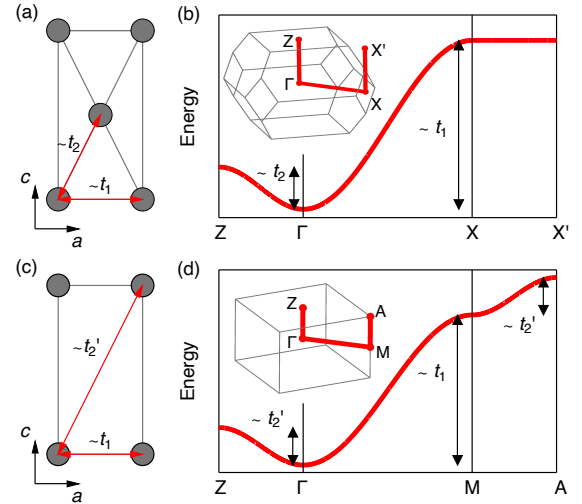 (a)
~t₂
~t₁
c
a
(b)
Energy
Z
Γ
X'
X
~ t₂
~ t₁
Z
Γ
X
X'
(c)
~t₂'
~t₁
c
a
(d)
Energy
Z
Γ
A
M
~ t₂'
~ t₁
~ t₂'
Z
Γ
M
A